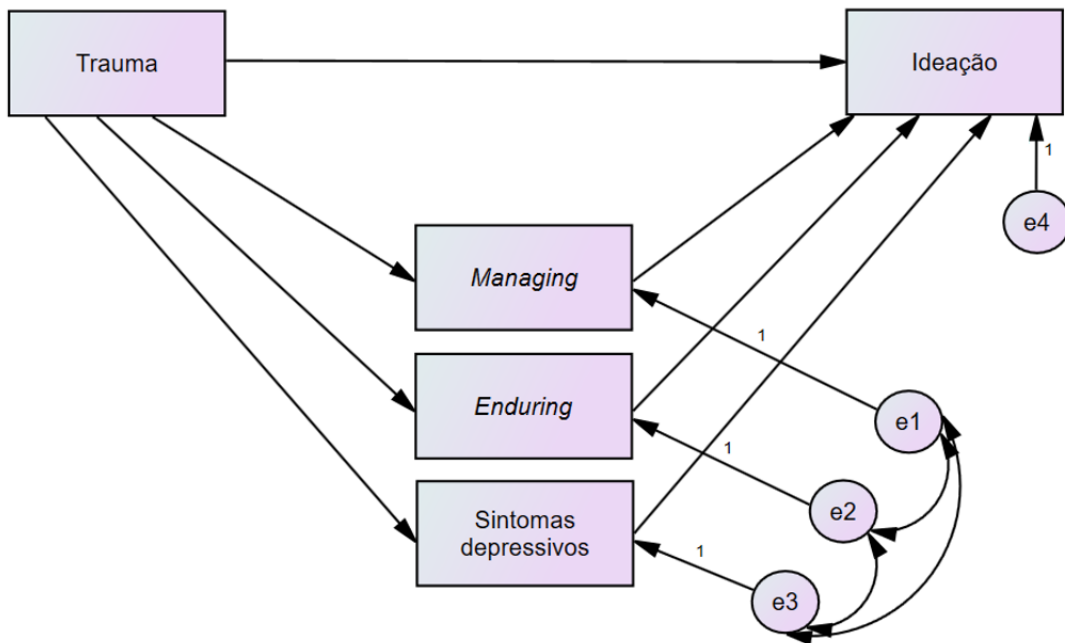 Trauma
Ideação
1
e4
Managing
1
Enduring
e1
1
e2
Sintomas
depressivos
1
e3